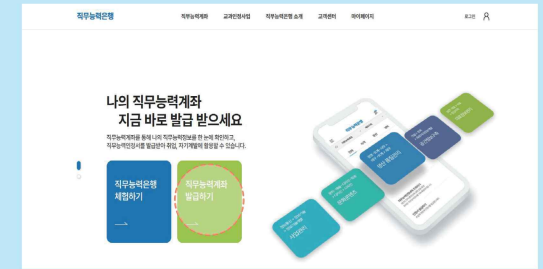 직무능력은행
직무능력계좌 교과인정사업 직무능력은행 소개 고객센터 마이페이지
로그인
나의 직무능력계좌
지금 바로 발급 받으세요
직무능력계좌를 통해 나의 직무능력정보를 한 눈에 확인하고,
직무능력인정서를 발급받아 취업, 자기계발에 활용할 수 있습니다.
직무능력은행
체험하기
직무능력계좌
발급하기